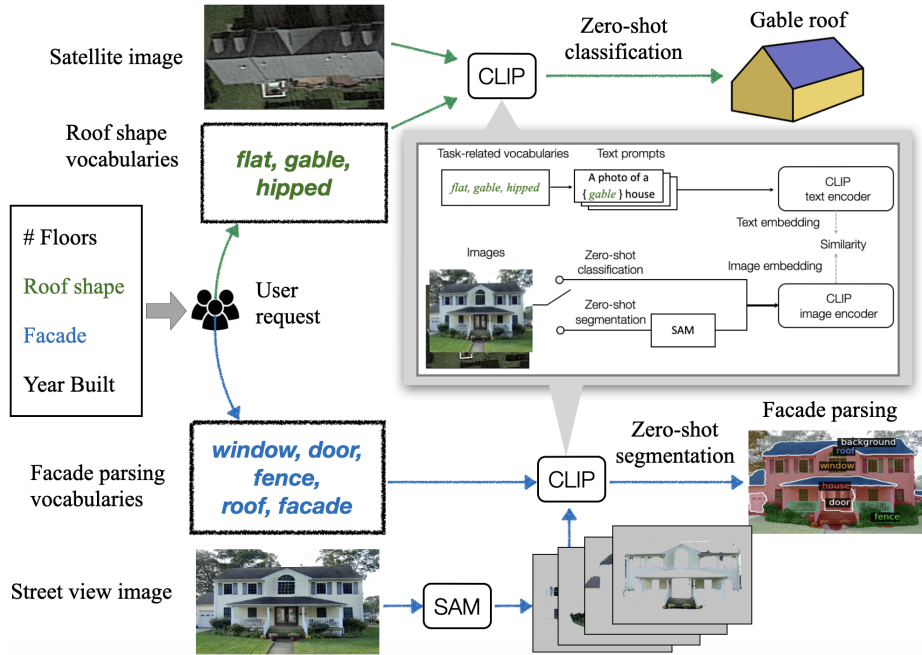 Satellite image
Zero-shot
classification
Gable roof
CLIP
Roof shape
vocabularies
flat, gable,
hipped
# Floors
Roof shape
Facade
Year Built
User
request
Task-related vocabularies
Text prompts
flat, gable, hipped
A photo of a
{ gable } house
CLIP
text encoder
Text embedding
Similarity
Images
Zero-shot
classification
Image embedding
Zero-shot
segmentation
SAM
CLIP
image encoder
Facade parsing
vocabularies
window, door,
fence,
roof, facade
CLIP
Zero-shot
segmentation
Facade parsing
background
roof
window
house
door
fence
Street view image
SAM